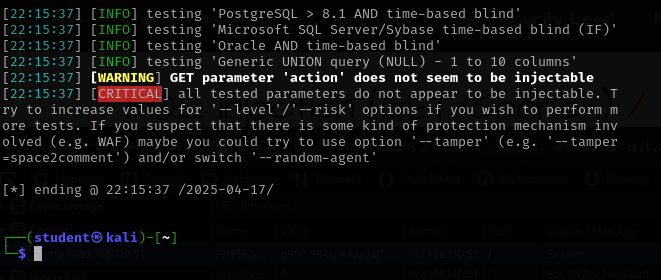 [22:15:37] [INFO] testing 'PostgreSQL > 8.1 AND time-based blind'
[22:15:37] [INFO] testing 'Microsoft SQL Server/Sybase time-based blind (IF)'
[22:15:37] [INFO] testing 'Oracle AND time-based blind'
[22:15:37] [INFO] testing 'Generic UNION query (NULL) - 1 to 10 columns'
[22:15:37] [WARNING] GET parameter 'action' does not seem to be injectable
[22:15:37] [CRITICAL] all tested parameters do not appear to be injectable. T
ry to increase values for '--level'/'--risk' options if you wish to perform m
ore tests. If you suspect that there is some kind of protection mechanism inv
olved (e.g. WAF) maybe you could try to use option '--tamper' (e.g. '--tamper
=space2comment') and/or switch '--random-agent'
[*] ending @ 22:15:37 /2025-04-17/
┌──(student㉿kali)-[~]
└─$